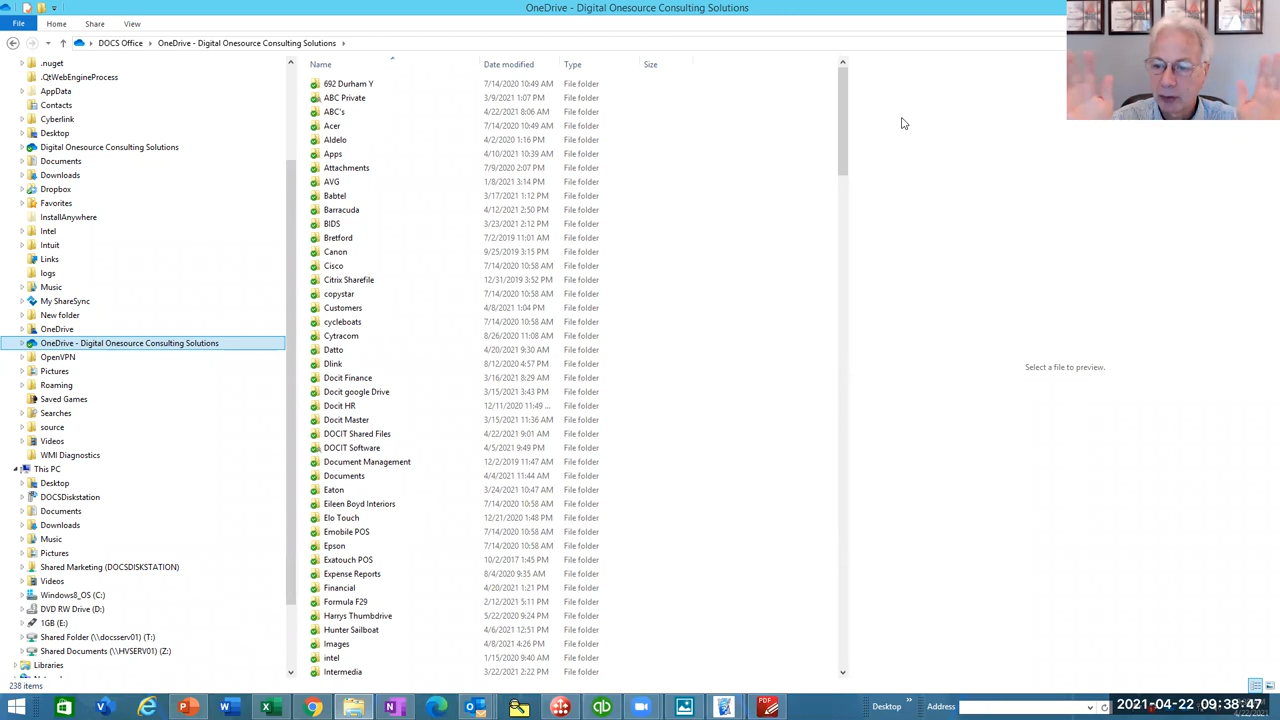 OneDrive - Digital Onesource Consulting Solutions
File Home Share View
DOCS Office OneDrive - Digital Onesource Consulting Solutions
.nuget
.QtWebEngineProcess
AppData
Contacts
Cyberlink
Desktop
Digital Onesource Consulting Solutions
Documents
Downloads
Dropbox
Favorites
InstallAnywhere
Intel
Intuit
Links
logs
Music
My ShareSync
New folder
OneDrive
OneDrive - Digital Onesource Consulting Solutions
OpenVPN
Pictures
Roaming
Saved Games
Searches
source
Videos
WMI Diagnostics
This PC
Desktop
DOCSDiskstation
Documents
Downloads
Music
Pictures
Shared Marketing (DOCSDISKSTATION)
Videos
Windows8_OS (C:)
DVD RW Drive (D:)
1GB (E:)
Shared Folder (\\docsserv01) (T:)
Shared Documents (\\HVSERV01) (Z:)
Libraries
Name Date modified Type Size
692 Durham Y 7/14/2020 10:49 AM File folder
ABC Private 3/9/2021 1:07 PM File folder
ABC's 4/22/2021 8:06 AM File folder
Acer 7/14/2020 10:49 AM File folder
Aldelo 4/2/2020 1:16 PM File folder
Apps 4/10/2021 10:39 AM File folder
Attachments 7/9/2020 2:07 PM File folder
AVG 1/8/2021 3:14 PM File folder
Babtel 3/17/2021 1:12 PM File folder
Barracuda 4/12/2021 2:50 PM File folder
BIDS 3/23/2021 2:12 PM File folder
Bretford 7/2/2019 11:01 AM File folder
Canon 9/25/2019 3:15 PM File folder
Cisco 7/14/2020 10:58 AM File folder
Citrix Sharefile 12/31/2019 3:52 PM File folder
copystar 7/14/2020 10:58 AM File folder
Customers 4/8/2021 1:04 PM File folder
cycleboats 7/14/2020 10:58 AM File folder
Cytracom 8/26/2020 11:08 AM File folder
Datto 4/20/2021 9:30 AM File folder
Dlink 8/12/2020 4:57 PM File folder
Docit Finance 3/16/2021 8:29 AM File folder
Docit google Drive 3/15/2021 3:43 PM File folder
Docit HR 12/11/2020 11:49 ... File folder
Docit Master 3/15/2021 11:36 AM File folder
DOCIT Shared Files 4/22/2021 9:01 AM File folder
DOCIT Software 4/5/2021 9:49 PM File folder
Document Management 12/2/2019 11:47 AM File folder
Documents 4/4/2021 11:44 AM File folder
Eaton 3/24/2021 10:47 AM File folder
Eileen Boyd Interiors 7/14/2020 10:58 AM File folder
Elo Touch 12/21/2020 1:48 PM File folder
Emobile POS 7/14/2020 10:58 AM File folder
Epson 7/14/2020 10:58 AM File folder
Exatouch POS 10/2/2017 1:45 PM File folder
Expense Reports 8/4/2020 9:35 AM File folder
Financial 4/20/2021 1:21 PM File folder
Formula F29 2/12/2021 5:11 PM File folder
Harrys Thumbdrive 5/22/2020 9:24 PM File folder
Hunter Sailboat 4/6/2021 12:51 PM File folder
Images 4/8/2021 4:26 PM File folder
intel 1/15/2020 9:40 AM File folder
Intermedia 3/22/2021 2:22 PM File folder
Select a file to preview.
238 items
Desktop » Address
2021-04-22 09:38:47